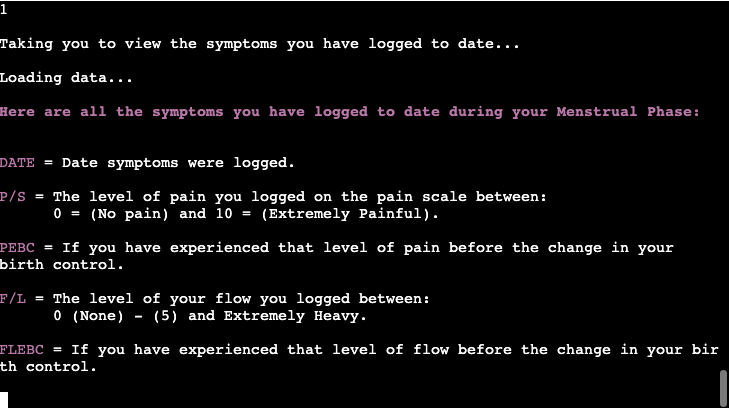 1
Taking you to view the symptoms you have logged to date...
Loading data...
Here are all the symptoms you have logged to date during your Menstrual Phase:
DATE = Date symptoms were logged.
P/S = The level of pain you logged on the pain scale between:
0 = (No pain) and 10 = (Extremely Painful).
PEBC = If you have experienced that level of pain before the change in your
birth control.
F/L = The level of your flow you logged between:
0 (None) - (5) and Extremely Heavy.
FLEBC = If you have experienced that level of flow before the change in your bir
th control.